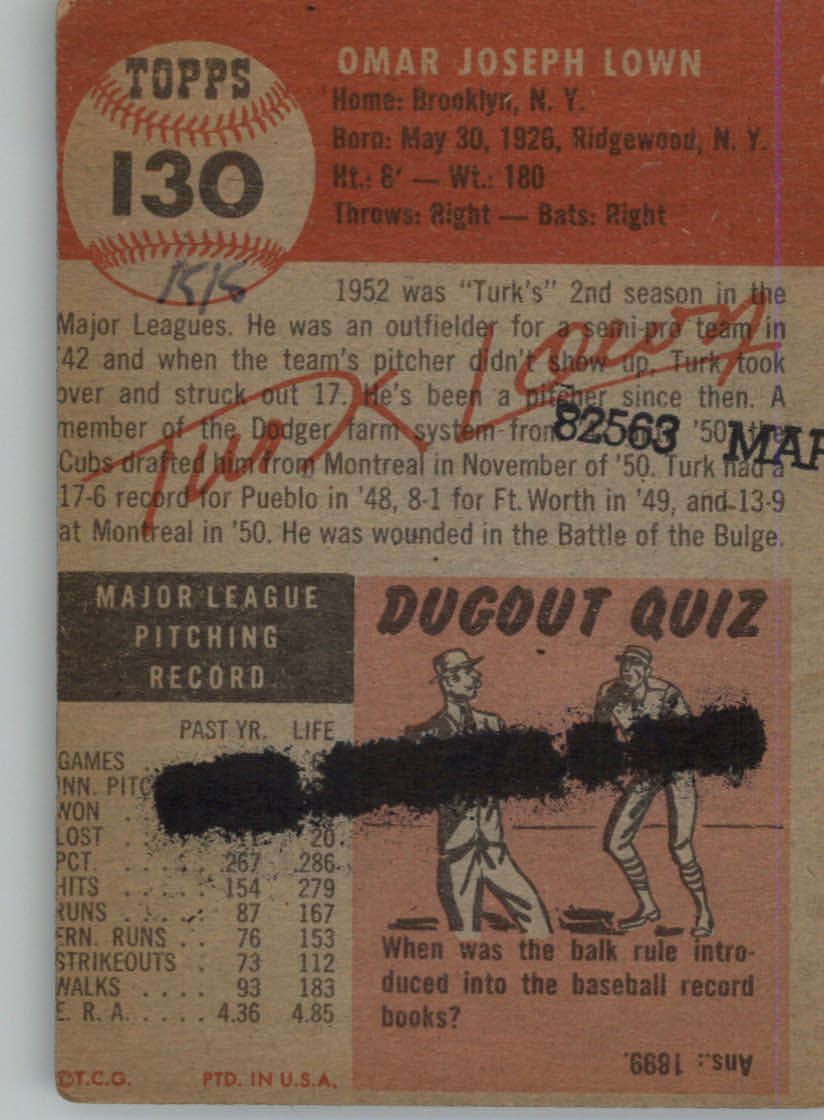 TOPPS
130
OMAR JOSEPH LOWN
Home: Brooklyn, N. Y.
Born: May 30, 1926, Ridgewood, N. Y.
Ht.: 6' — Wt.: 180
Throws: Right — Bats: Right
1952 was "Turk's" 2nd season in the
Major Leagues. He was an outfielder for a semi-pro team in
'42 and when the team's pitcher didn't show up, Turk took
over and struck out 17. He's been a pitcher since then. A
member of the Dodger farm system from '50, the
Cubs drafted him from Montreal in November of '50. Turk had a
17-6 record for Pueblo in '48, 8-1 for Ft. Worth in '49, and 13-9
at Montreal in '50. He was wounded in the Battle of the Bulge.
Turk Lown
82563 MAR
MAJOR LEAGUE
PITCHING
RECORD
PAST YR. LIFE
GAMES
INN. PITC
WON
LOST . . . 11 20
PCT. . . . . . .267 .286
HITS . . . . . 154 279
RUNS . . . . . 87 167
ERN. RUNS . . 76 153
STRIKEOUTS . 73 112
WALKS . . . . 93 183
E. R. A. . . . . 4.36 4.85
©T.C.G. PTD. IN U.S.A.
DUGOUT QUIZ
When was the balk rule intro-
duced into the baseball record
books?
Ans.: 1899.